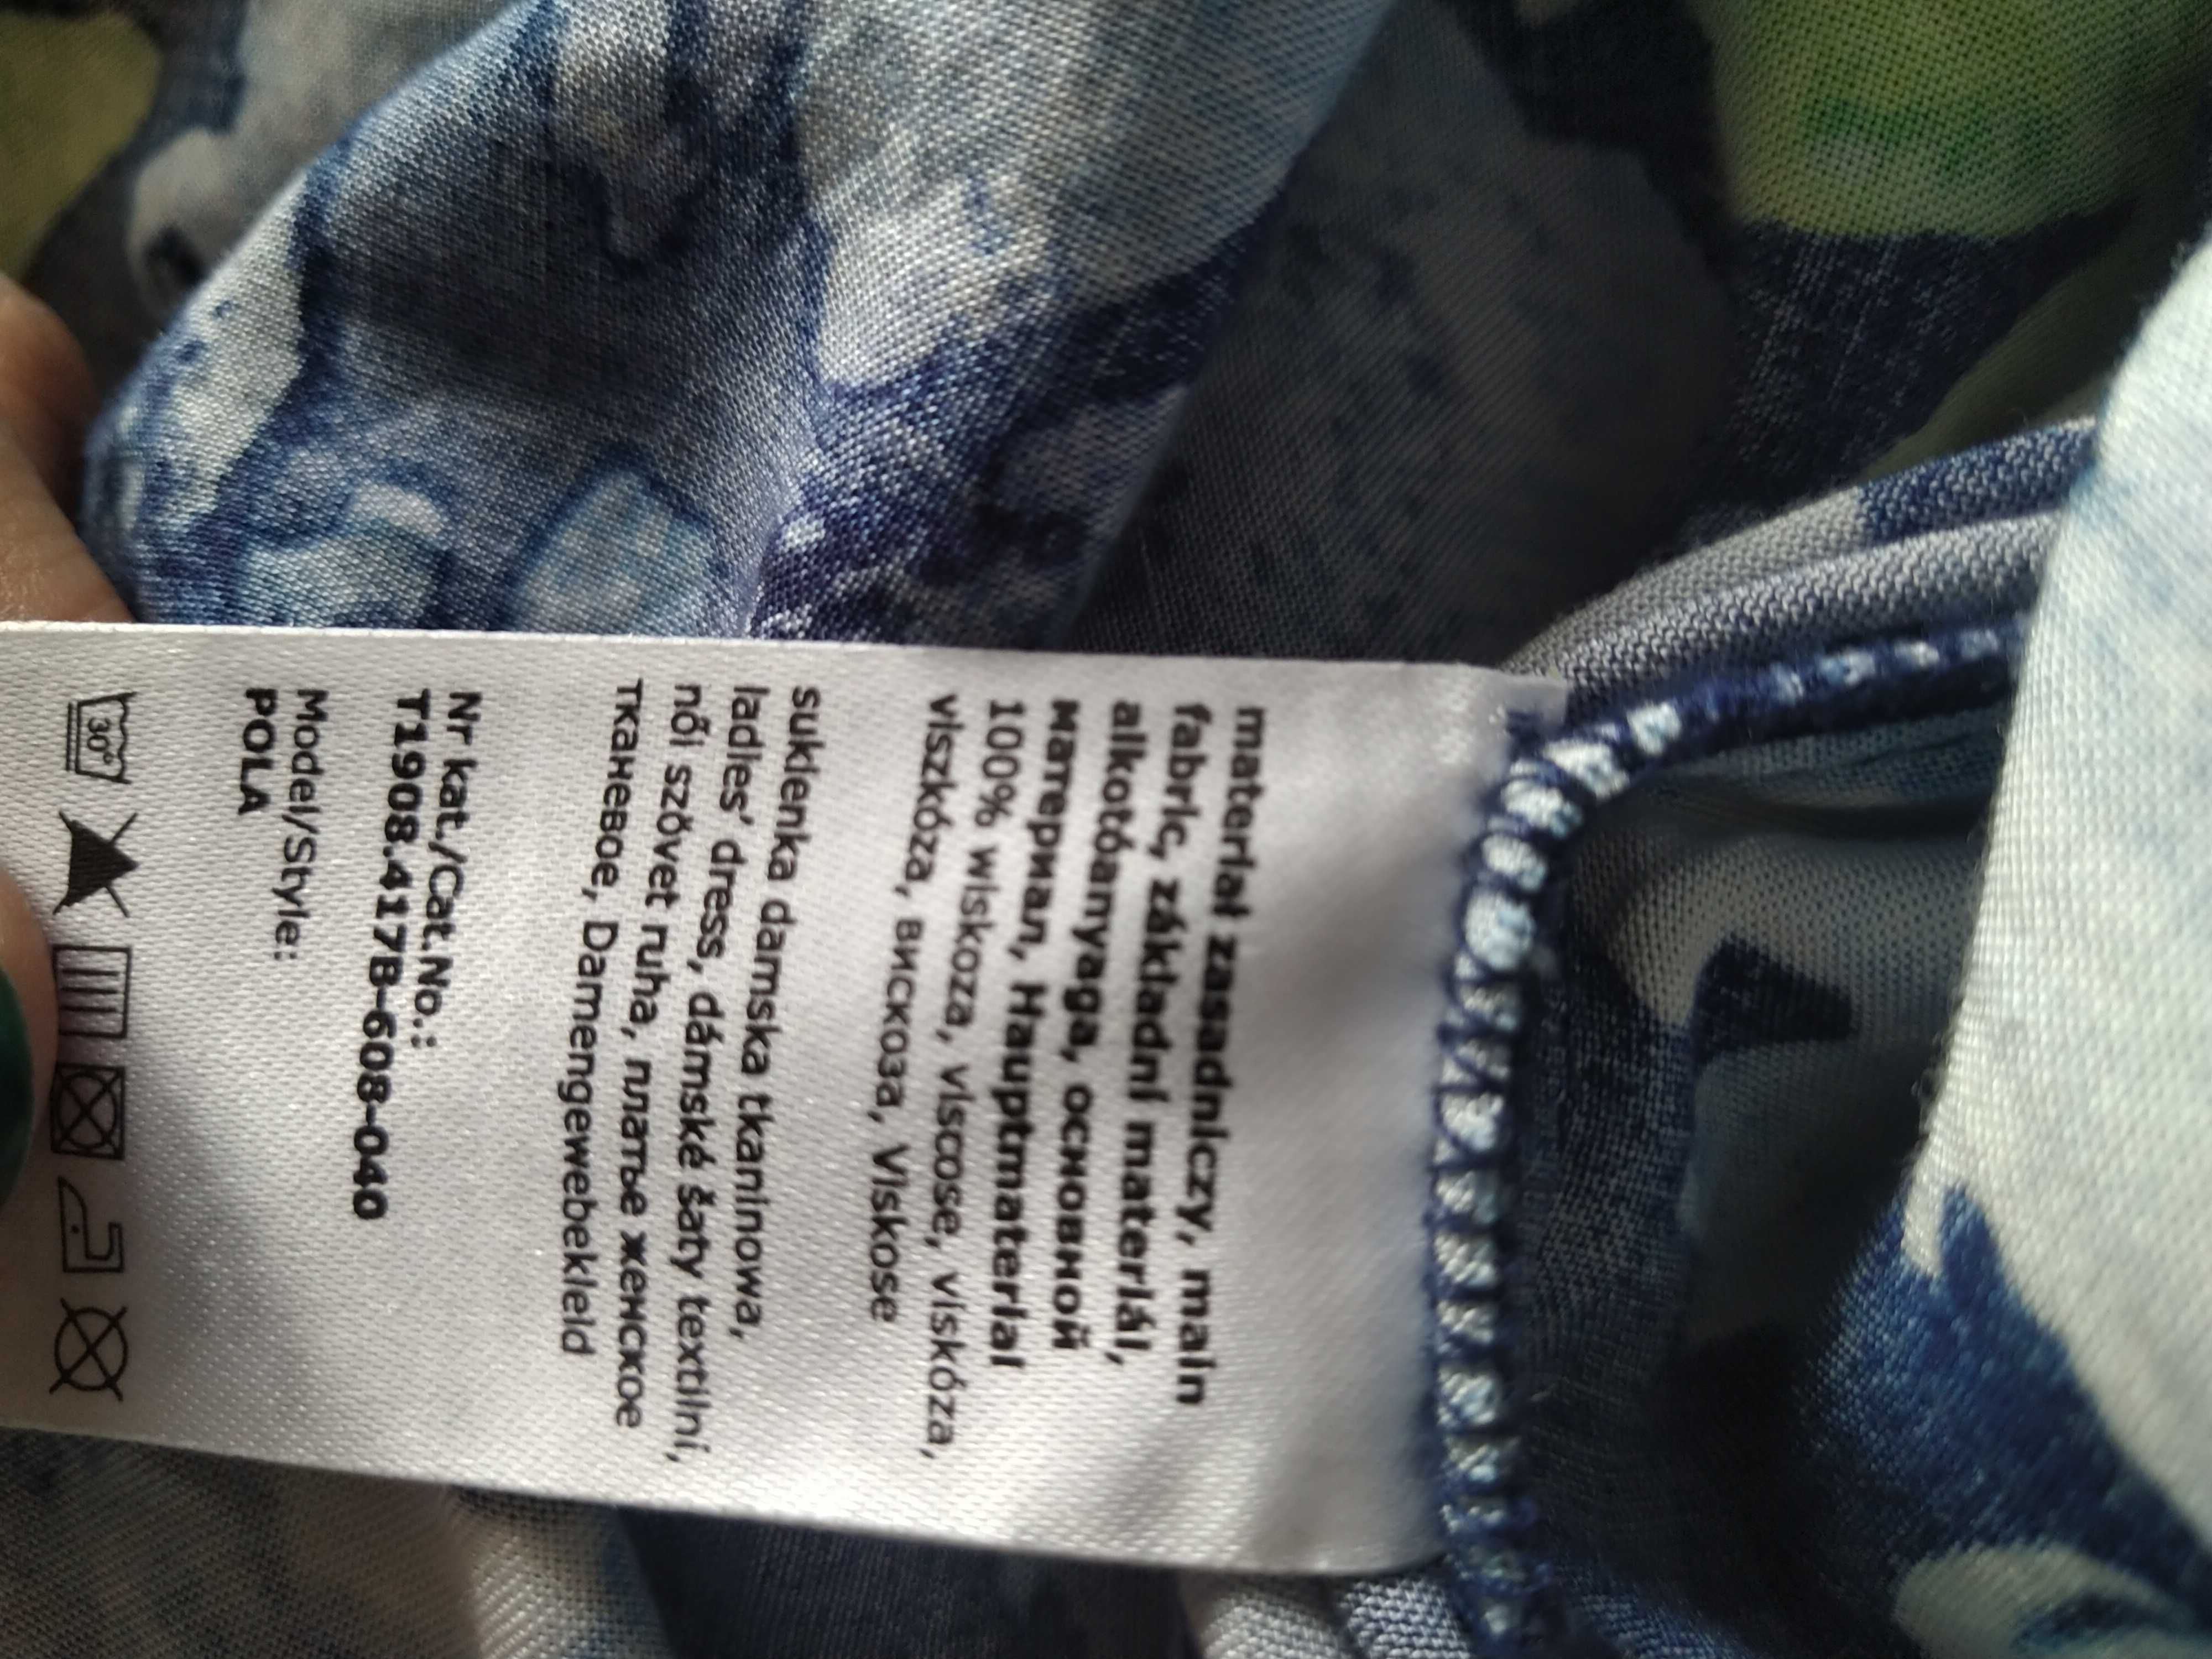 materiał zasadniczy, main
fabric, základní materiál,
alkotóanyaga, основной
материал, Hauptmaterial
100% wiskoza, viscose, viskóza,
viszkóza, вискоза, Viskose
sukienka damska tkaninowa,
ladies' dress, dámské šaty textilní,
női szövet ruha, платье женское
тканевое, Damengewebekleid
Nr kat./Cat.No.:
T1908.417B-608-040
Model/Style:
POLA
30°